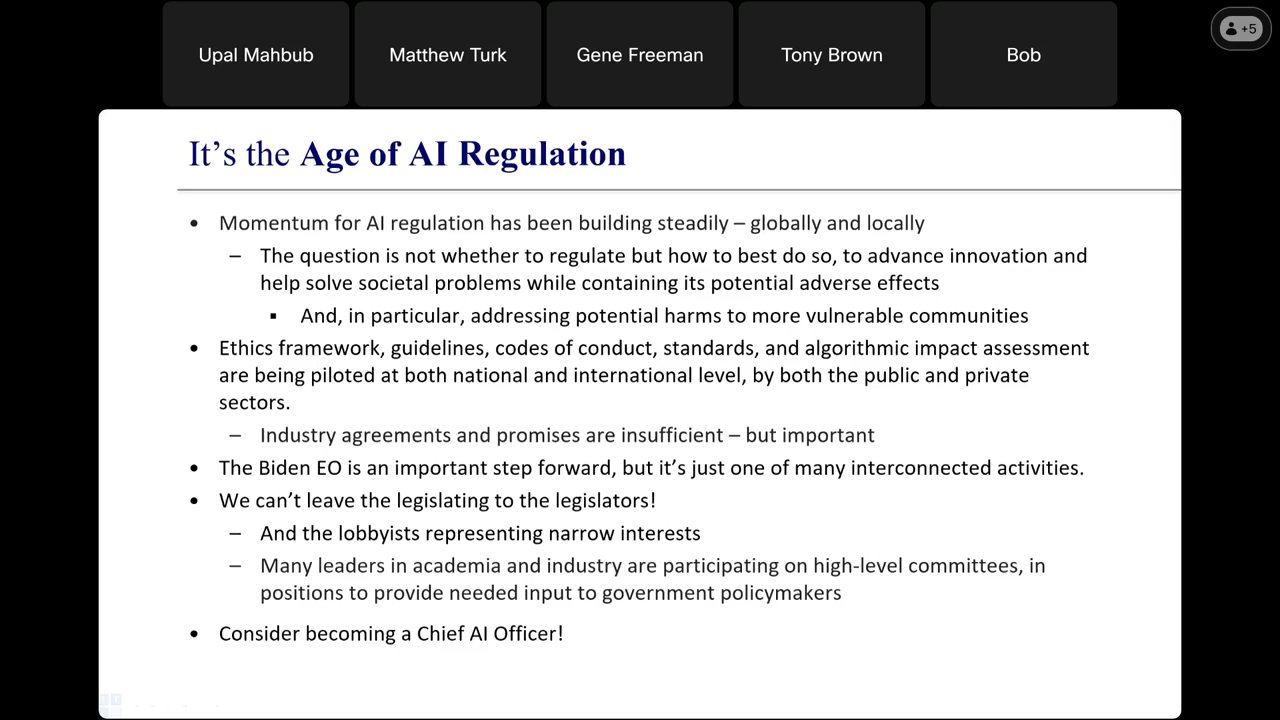 Upal Mahbub
Matthew Turk
Gene Freeman
Tony Brown
Bob
+5
It's the Age of AI Regulation
• Momentum for AI regulation has been building steadily – globally and locally
– The question is not whether to regulate but how to best do so, to advance innovation and
help solve societal problems while containing its potential adverse effects
▪ And, in particular, addressing potential harms to more vulnerable communities
• Ethics framework, guidelines, codes of conduct, standards, and algorithmic impact assessment
are being piloted at both national and international level, by both the public and private
sectors.
– Industry agreements and promises are insufficient – but important
• The Biden EO is an important step forward, but it's just one of many interconnected activities.
• We can't leave the legislating to the legislators!
– And the lobbyists representing narrow interests
– Many leaders in academia and industry are participating on high-level committees, in
positions to provide needed input to government policymakers
• Consider becoming a Chief AI Officer!